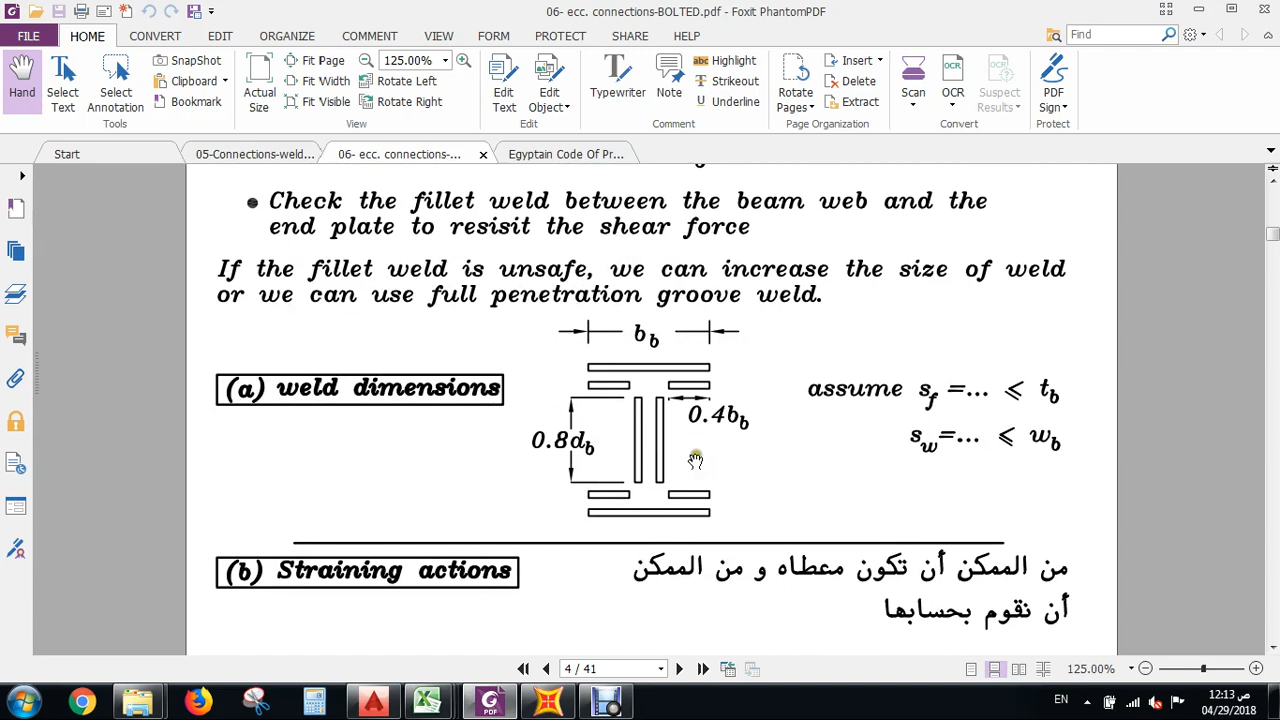 06- ecc. connections-BOLTED.pdf - Foxit PhantomPDF
FILE HOME CONVERT EDIT ORGANIZE COMMENT VIEW FORM PROTECT SHARE HELP Find
SnapShot Fit Page 125.00% Highlight Insert
Clipboard Fit Width Rotate Left Strikeout Delete
Bookmark Fit Visible Rotate Right Underline Extract
Hand Select Text Select Annotation Actual Size Edit Text Edit Object Typewriter Note Rotate Pages Scan OCR Suspect Results PDF Sign
Tools View Edit Comment Page Organization Convert Protect
Start 05-Connections-weld... 06- ecc. connections-... Egyptain Code Of Pr...
Check the fillet weld between the beam web and the
end plate to resisit the shear force
If the fillet weld is unsafe, we can increase the size of weld
or we can use full penetration groove weld.
b_b
(a) weld dimensions
assume s_f =... ⩽ t_b
0.4b_b
0.8d_b
s_w=... ⩽ w_b
(b) Straining actions
من الممكن أن تكون معطاه و من الممكن
أن نقوم بحسابها
4 / 41 125.00%
PDF
EN 12:13 ص
04/29/2018